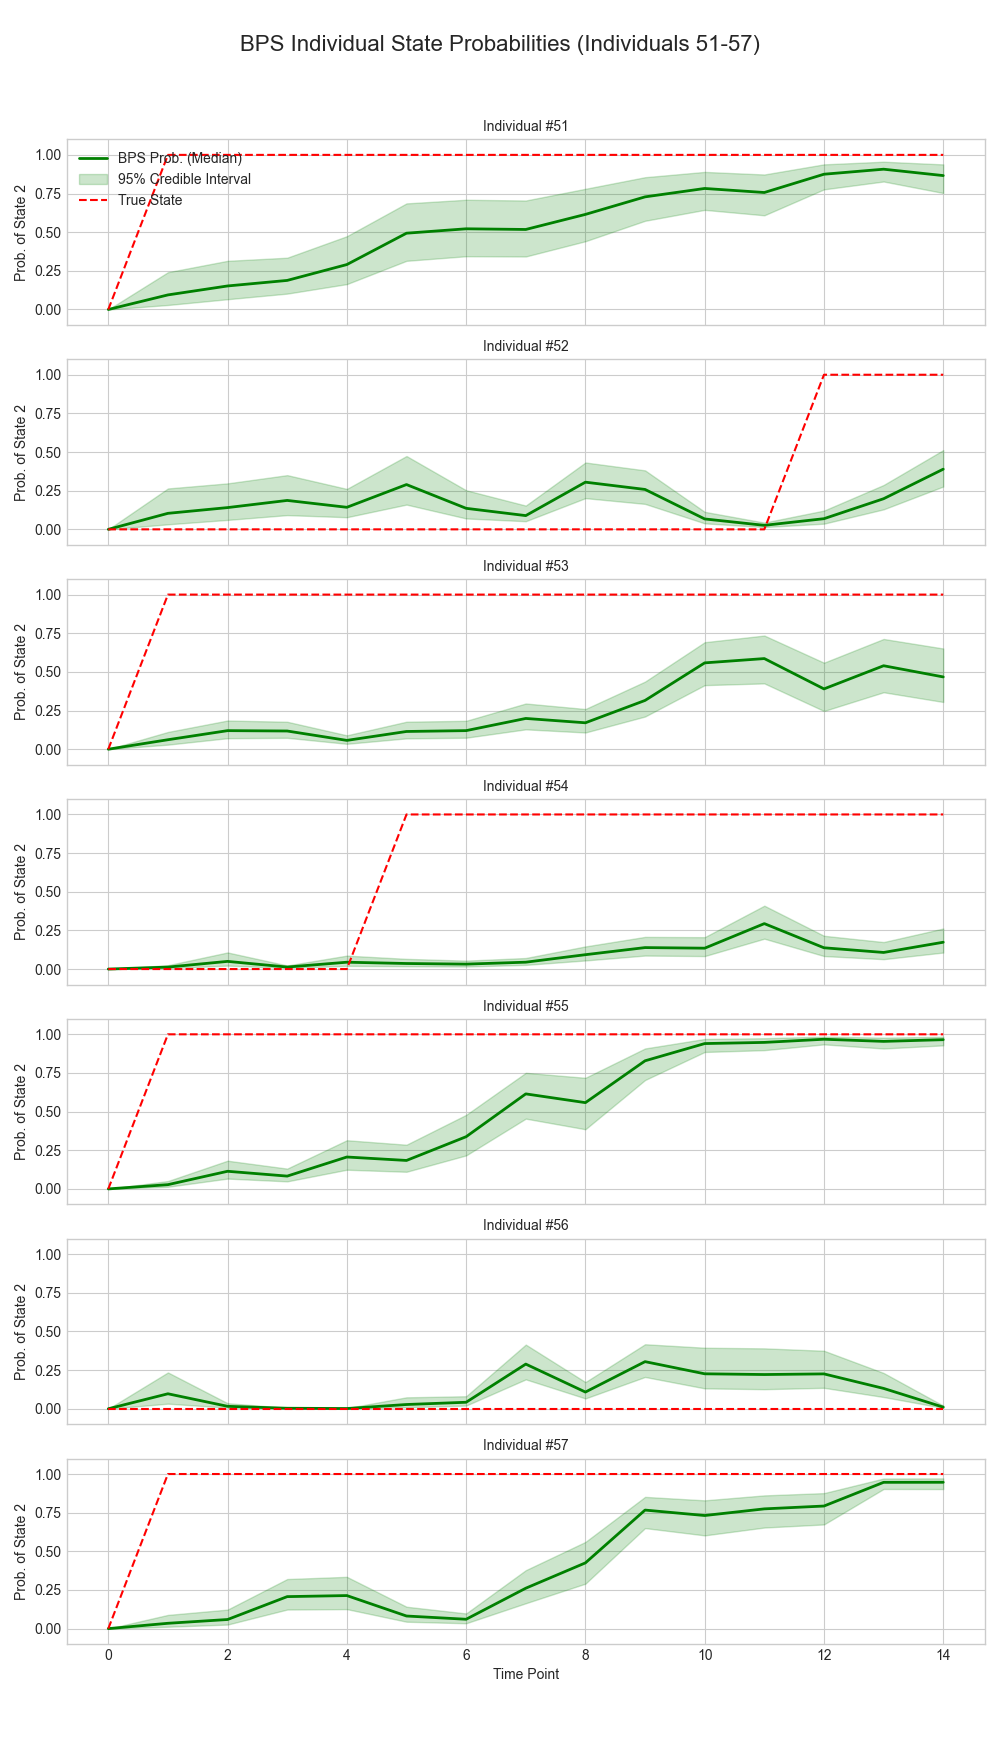 BPS Individual State Probabilities (Individuals 51-57)
Individual #51
BPS Prob. (Median)
95% Credible Interval
True State
Prob. of State 2
1.00
0.75
0.50
0.25
0.00
Individual #52
Prob. of State 2
1.00
0.75
0.50
0.25
0.00
Individual #53
Prob. of State 2
1.00
0.75
0.50
0.25
0.00
Individual #54
Prob. of State 2
1.00
0.75
0.50
0.25
0.00
Individual #55
Prob. of State 2
1.00
0.75
0.50
0.25
0.00
Individual #56
Prob. of State 2
1.00
0.75
0.50
0.25
0.00
Individual #57
Prob. of State 2
1.00
0.75
0.50
0.25
0.00
0 2 4 6 8 10 12 14
Time Point